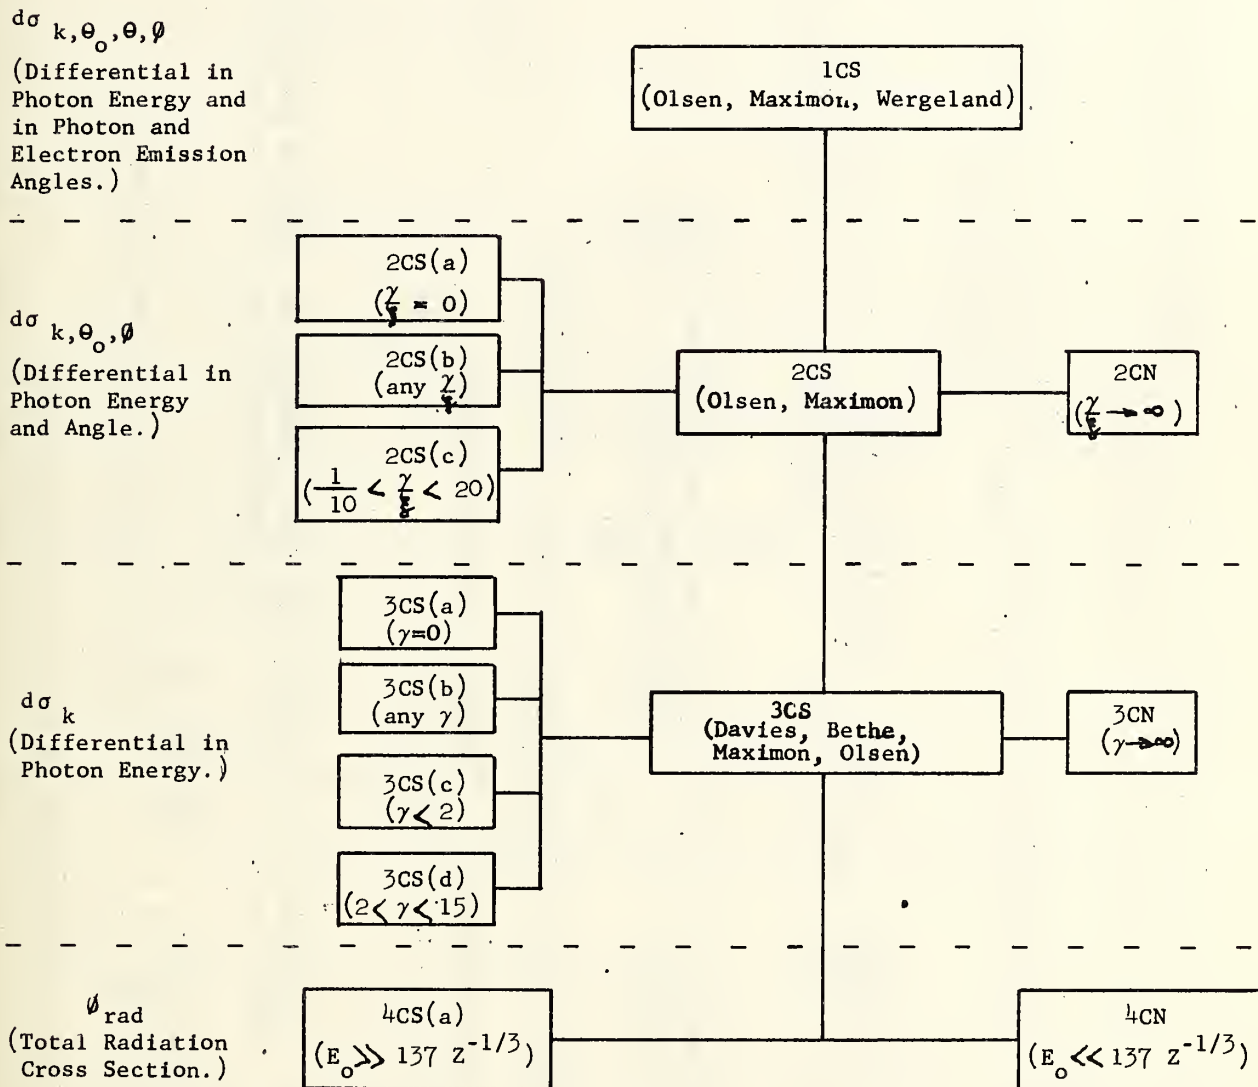 dσ k,θo,θ,φ
(Differential in
Photon Energy and
in Photon and
Electron Emission
Angles.)
1CS
(Olsen, Maximon, Wergeland)
dσ k,θo,φ
(Differential in
Photon Energy
and Angle.)
2CS(a)
(γ/ξ = 0)
2CS(b)
(any γ/ξ)
2CS(c)
(1/10 < γ/ξ < 20)
2CS
(Olsen, Maximon)
2CN
(γ/ξ → ∞)
dσ k
(Differential in
Photon Energy.)
3CS(a)
(γ=0)
3CS(b)
(any γ)
3CS(c)
(γ< 2)
3CS(d)
(2< γ< 15)
3CS
(Davies, Bethe,
Maximon, Olsen)
3CN
(γ→∞)
φrad
(Total Radiation
Cross Section.)
4CS(a)
(Eo >> 137 Z^-1/3)
4CN
(Eo << 137 Z^-1/3)